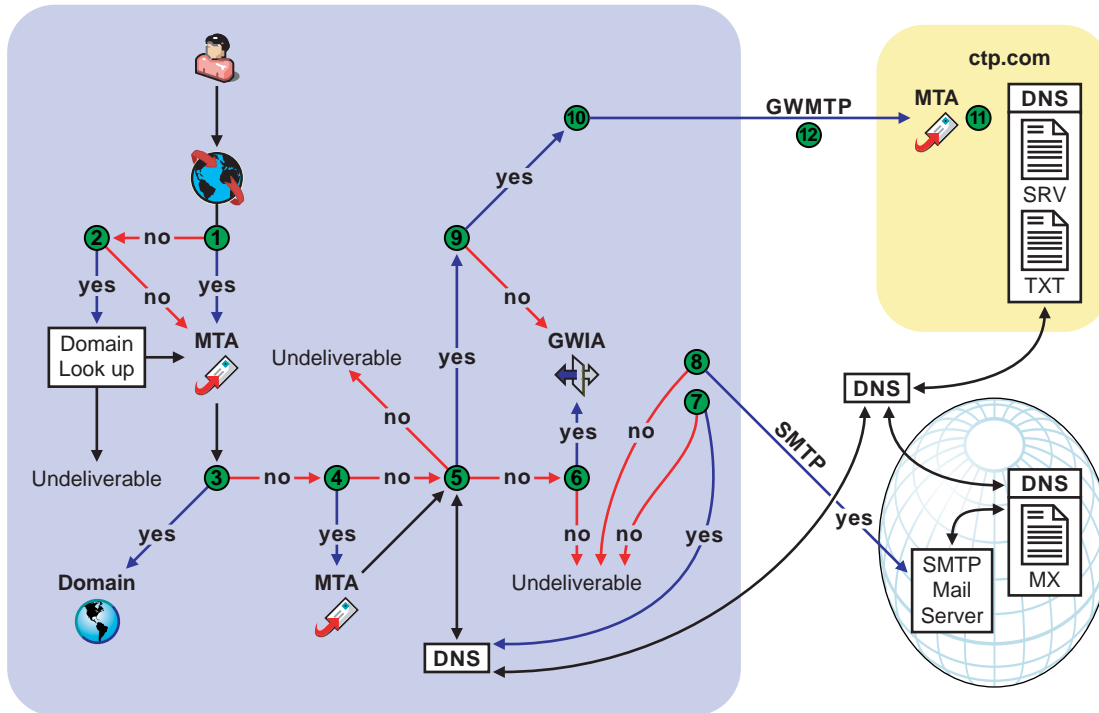 ctp.com
MTA
11
DNS
SRV
TXT
10
GWMTP
12
yes
2
no
1
9
yes
no
yes
no
Domain
Look up
MTA
Undeliverable
yes
GWIA
8
7
DNS
no
yes
no
SMTP
Undeliverable
3
no
4
no
5
no
6
DNS
MX
yes
yes
no
no
yes
yes
Domain
MTA
Undeliverable
SMTP
Mail
Server
DNS